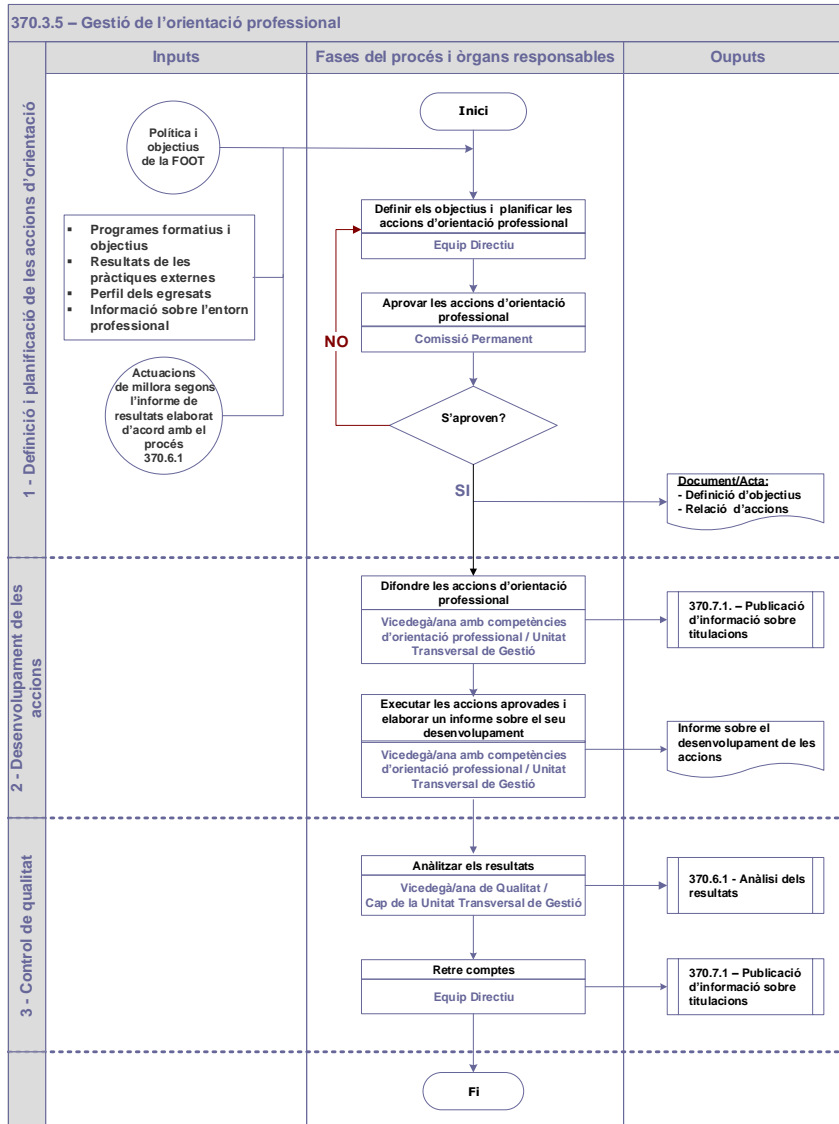 370.3.5 – Gestió de l'orientació professional
Inputs
Fases del procés i òrgans responsables
Ouputs
1 - Definició i planificació de les accions d'orientació
Inici
Política i
objectius
de la FOOT
Definir els objectius i planificar les
accions d'orientació professional
Equip Directiu
▪ Programes formatius i
objectius
▪ Resultats de les
pràctiques externes
▪ Perfil dels egresats
▪ Informació sobre l'entorn
professional
Aprovar les accions d'orientació
professional
Comissió Permanent
NO
Actuacions
de millora segons
l'informe de
resultats elaborat
d'acord amb el
procés
370.6.1
S'aproven?
SI
Document/Acta:
- Definició d'objectius
- Relació d'accions
2 - Desenvolupament de les
accions
Difondre les accions d'orientació
professional
Vicedegà/ana amb competències
d'orientació professional / Unitat
Transversal de Gestió
370.7.1. – Publicació
d'informació sobre
titulacions
Executar les accions aprovades i
elaborar un informe sobre el seu
desenvolupament
Vicedegà/ana amb competències
d'orientació professional / Unitat
Transversal de Gestió
Informe sobre el
desenvolupament de les
accions
3 - Control de qualitat
Anàlitzar els resultats
Vicedegà/ana de Qualitat /
Cap de la Unitat Transversal de Gestió
370.6.1 - Anàlisi dels
resultats
Retre comptes
Equip Directiu
370.7.1 – Publicació
d'informació sobre
titulacions
Fi